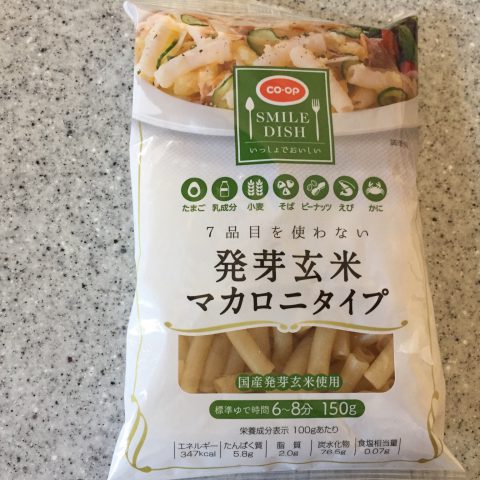 CO·OP
SMILE
DISH
いっしょでおいしい
たまご 乳成分 小麦 そば ピーナッツ えび かに
7品目を使わない
発芽玄米
マカロニタイプ
国産発芽玄米使用
標準ゆで時間 6~8分 150g
栄養成分表示 100gあたり
エネルギー たんぱく質 脂質 炭水化物 食塩相当量
347kcal 5.8g 2.0g 76.5g 0.07g